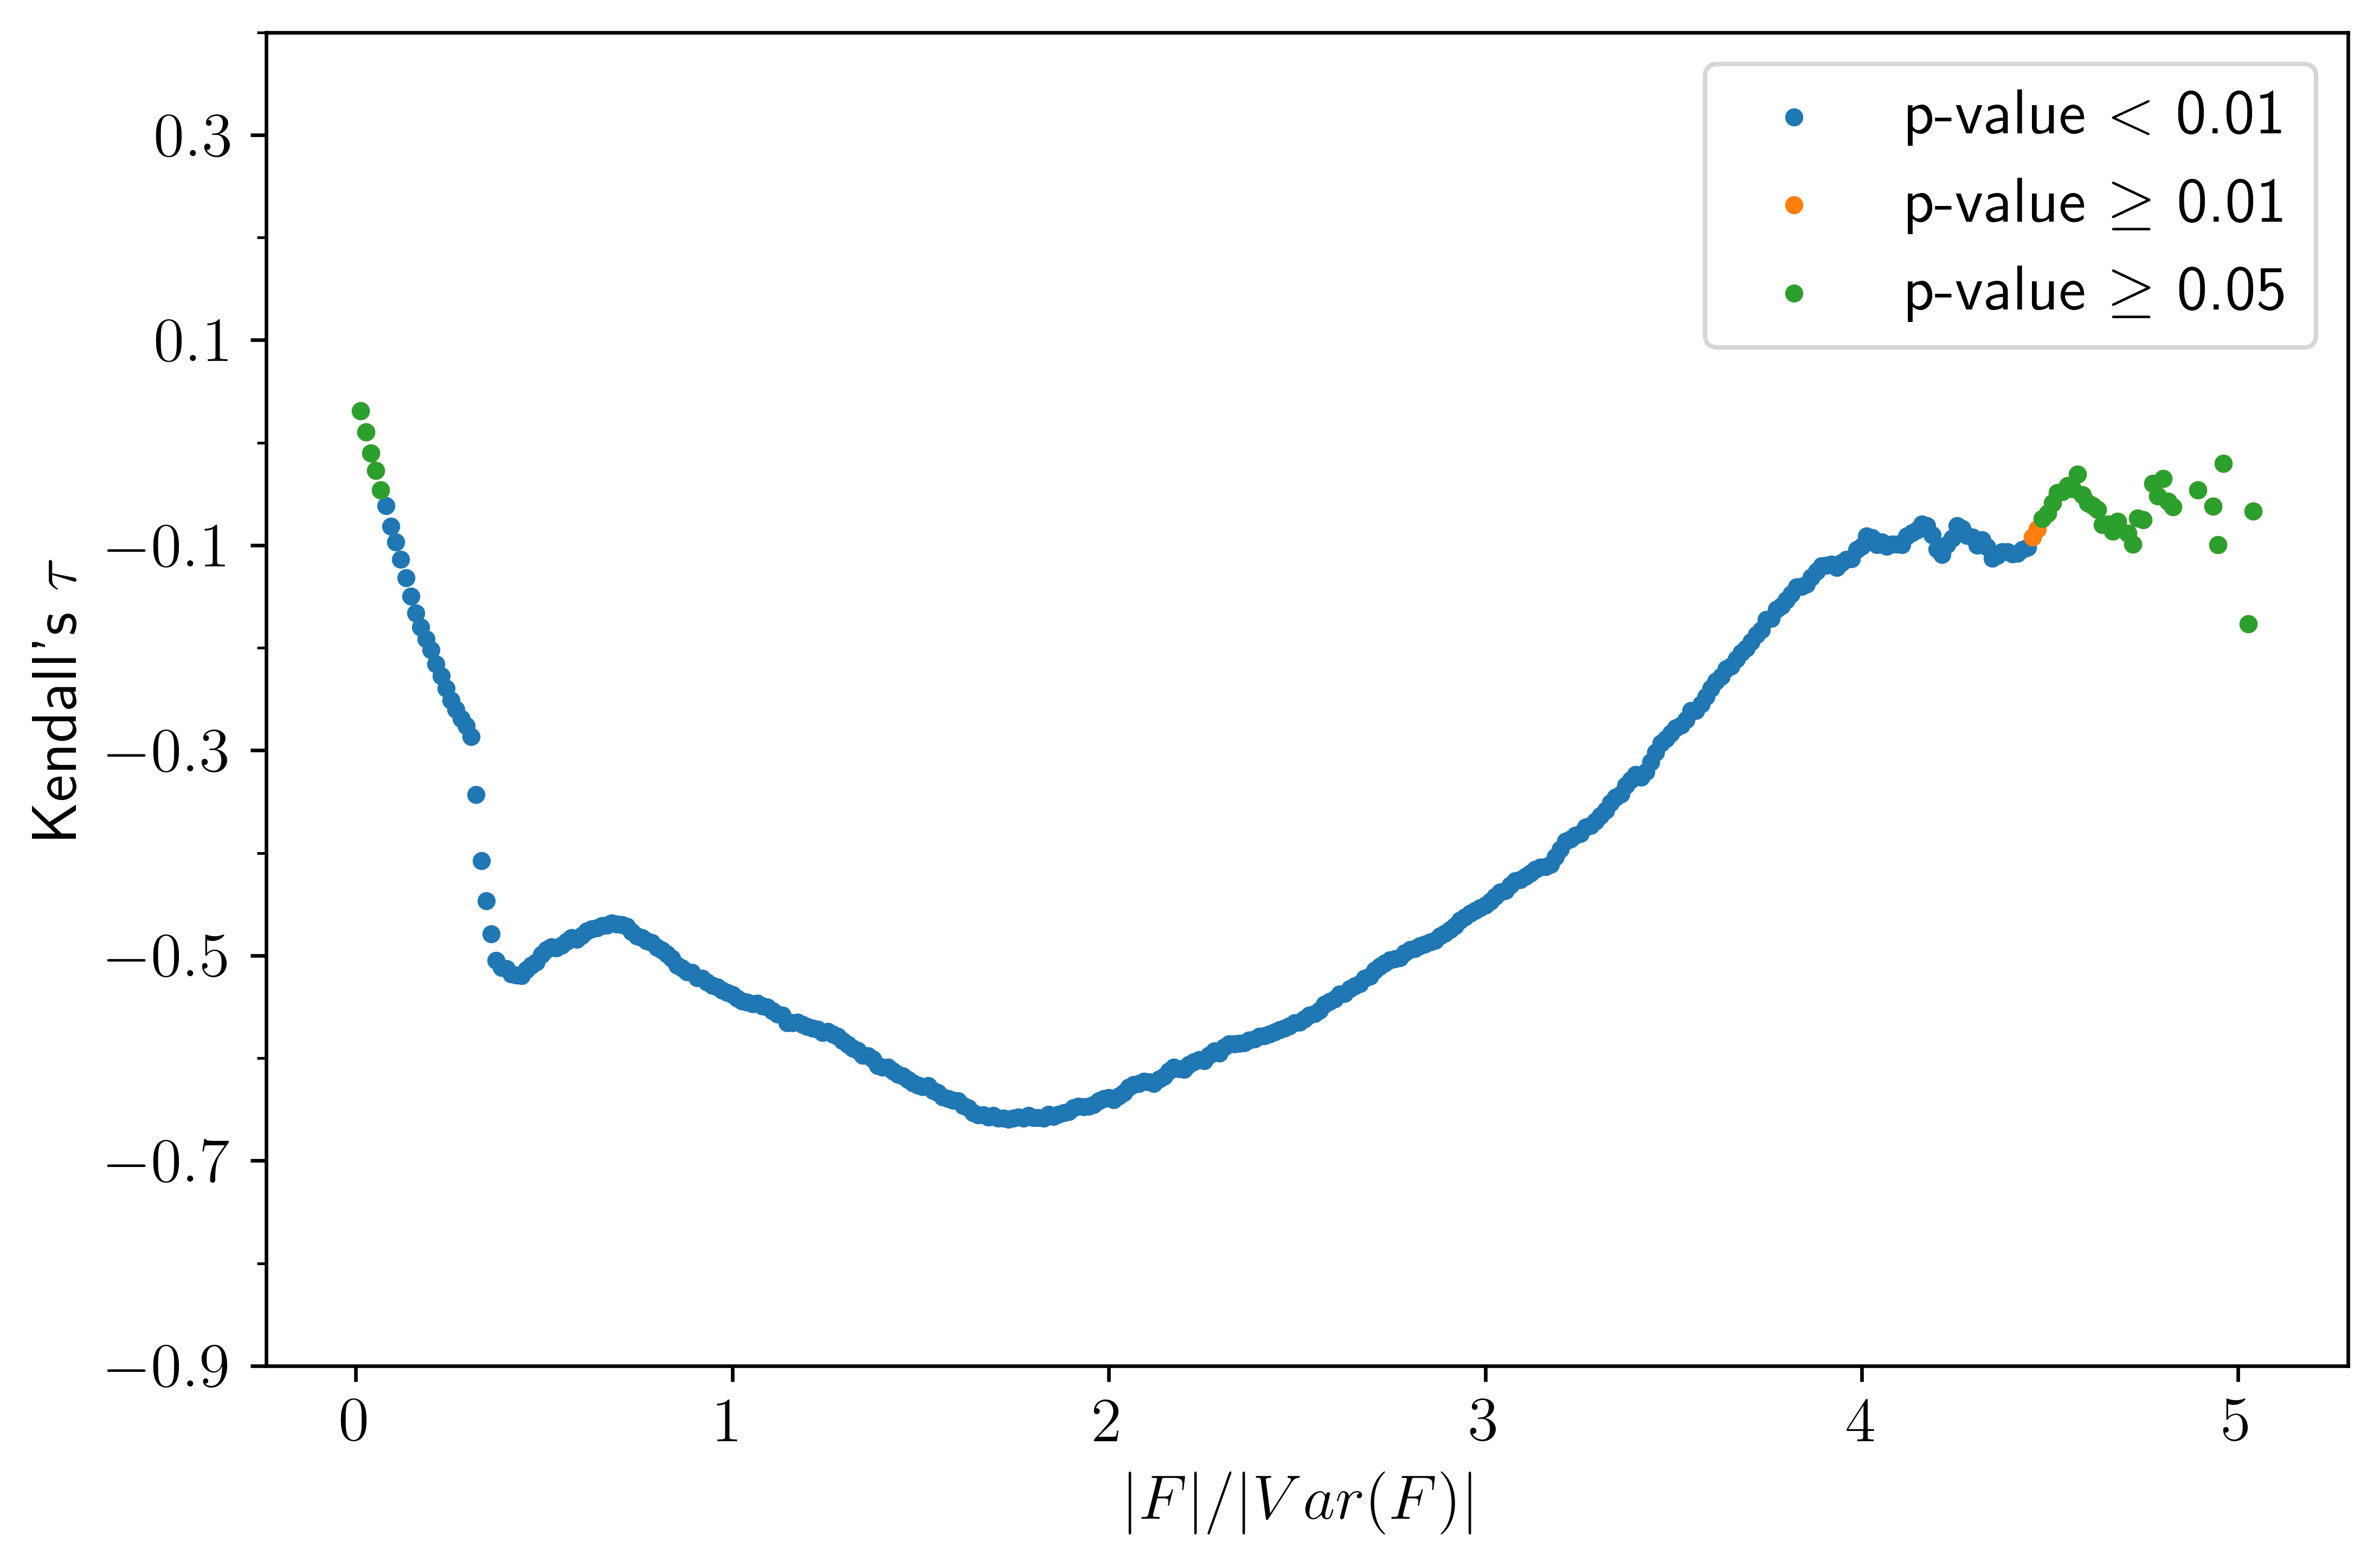 p-value < 0.01
p-value ≥ 0.01
p-value ≥ 0.05
Kendall's τ
0.3
0.1
−0.1
−0.3
−0.5
−0.7
−0.9
0 1 2 3 4 5
|F|/|Var(F)|